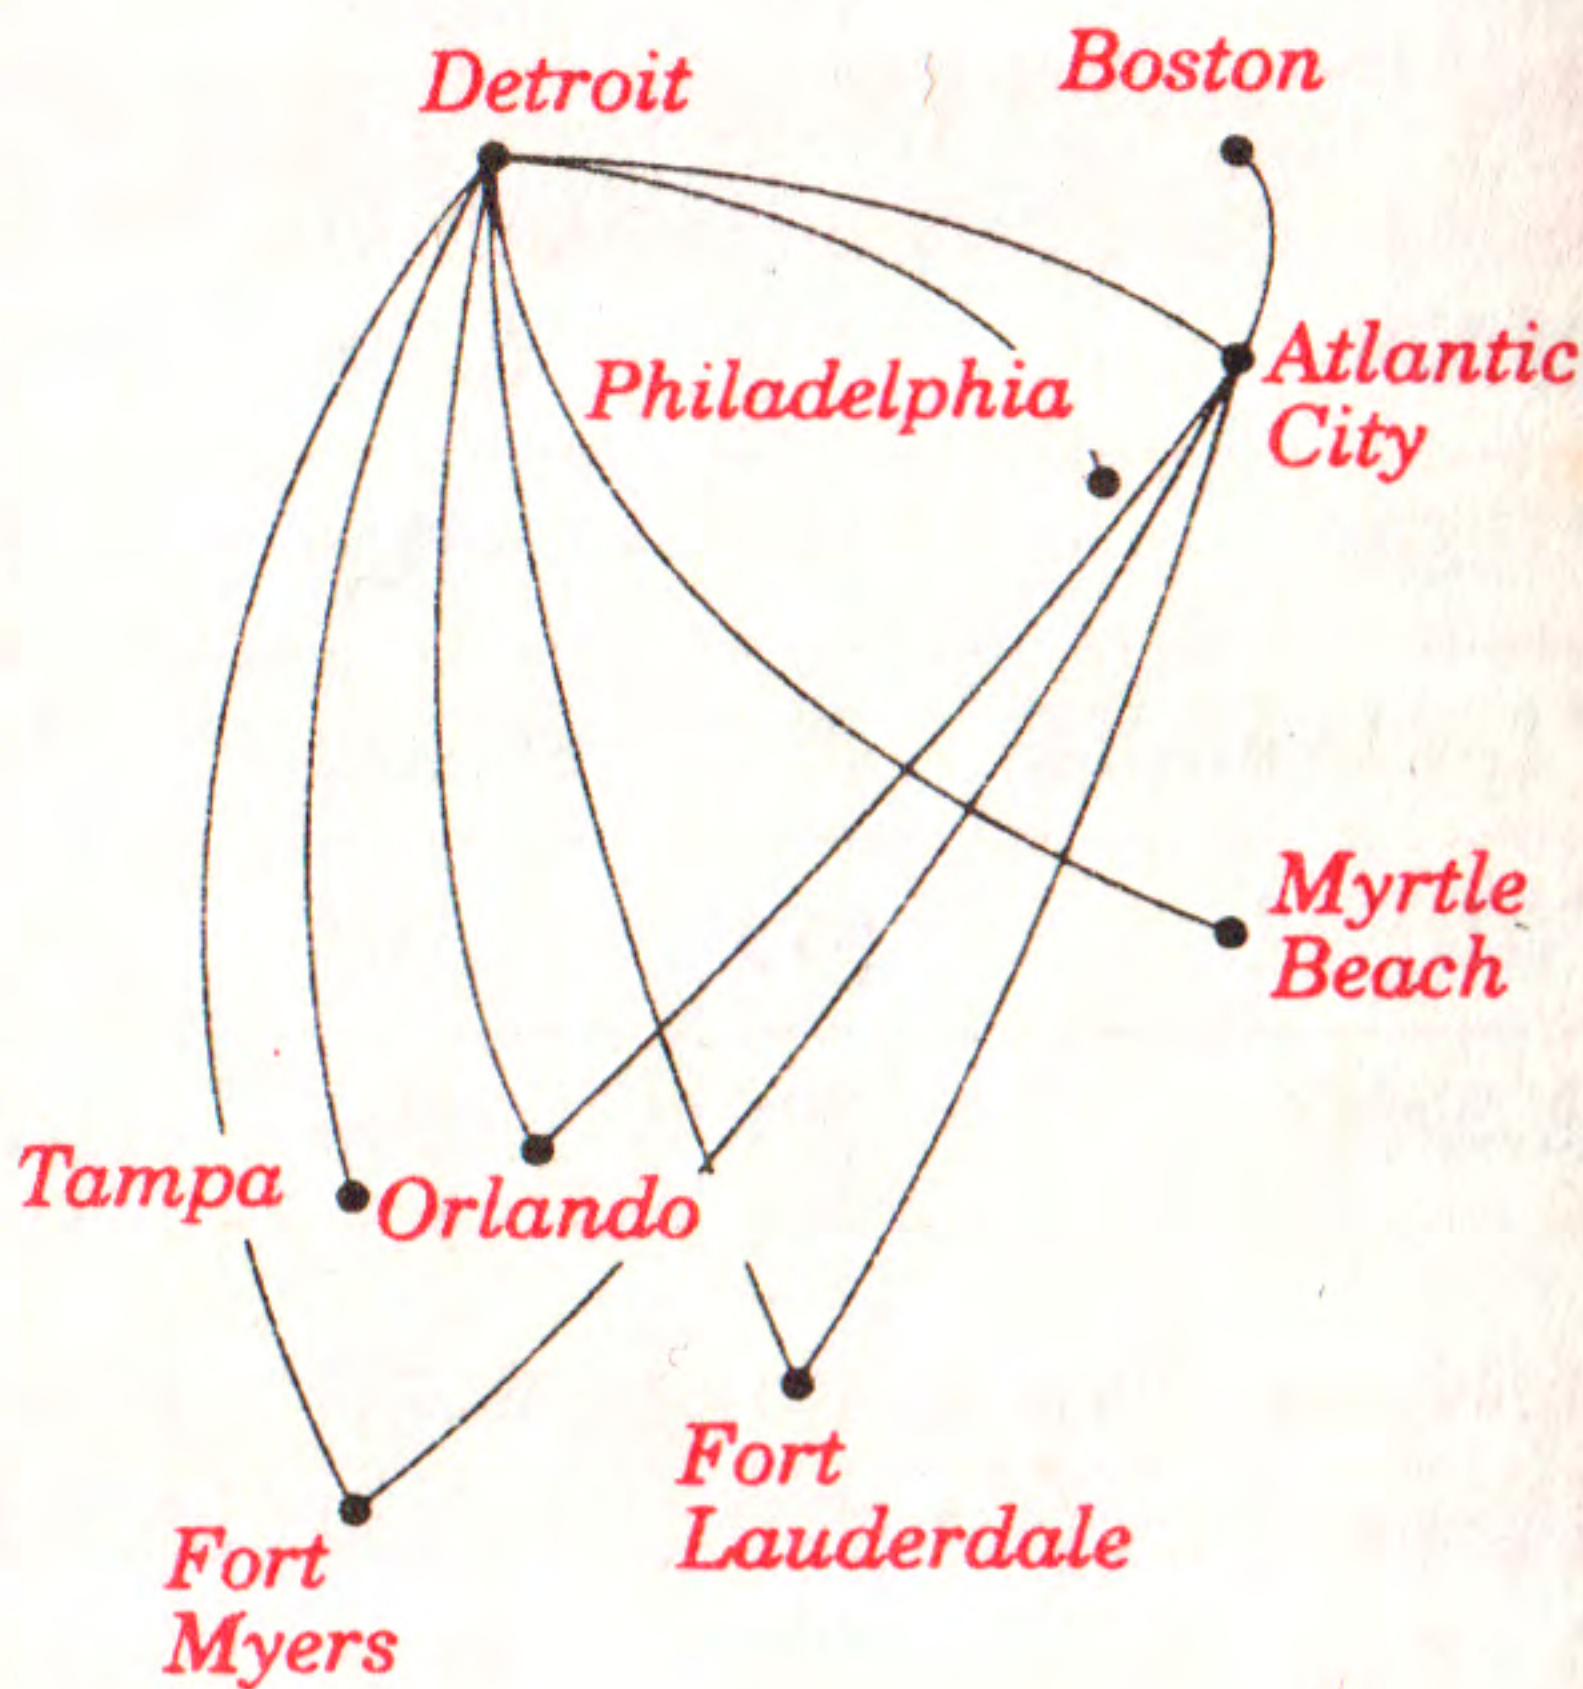 Detroit
Boston
Philadelphia
Atlantic
City
Myrtle
Beach
Tampa
Orlando
Fort
Lauderdale
Fort
Myers